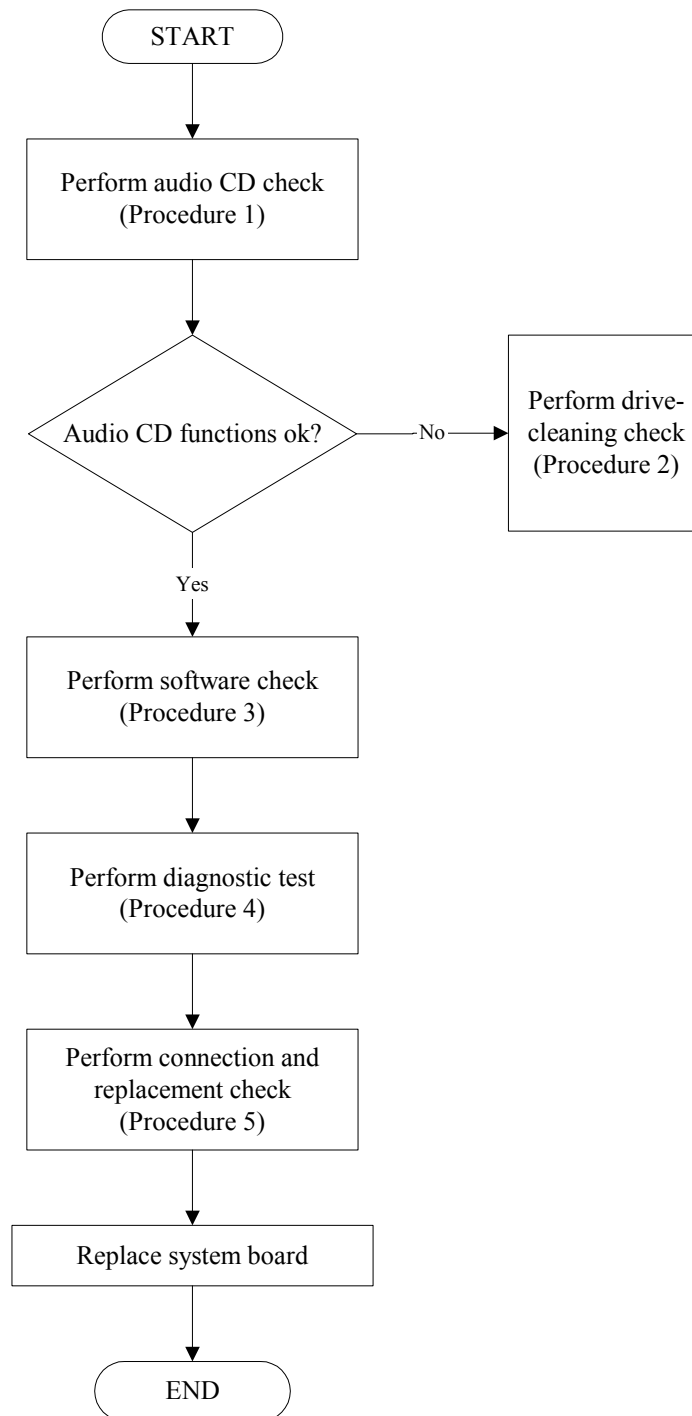 START
Perform audio CD check
(Procedure 1)
Audio CD functions ok?
No
Perform drive-
cleaning check
(Procedure 2)
Yes
Perform software check
(Procedure 3)
Perform diagnostic test
(Procedure 4)
Perform connection and
replacement check
(Procedure 5)
Replace system board
END